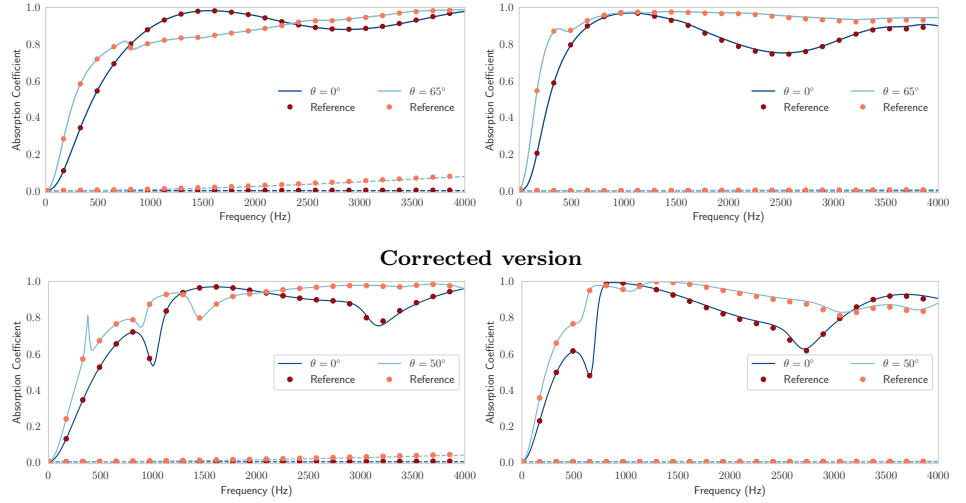 1.0
0.8
0.6
0.4
0.2
0.0
Absorption Coefficient
θ = 0°
θ = 65°
Reference
Reference
0
500
1000
1500
2000
2500
3000
3500
4000
Frequency (Hz)
1.0
0.8
0.6
0.4
0.2
0.0
Absorption Coefficient
θ = 0°
θ = 65°
Reference
Reference
0
500
1000
1500
2000
2500
3000
3500
4000
Frequency (Hz)
Corrected version
1.0
0.8
0.6
0.4
0.2
0.0
Absorption Coefficient
θ = 0°
θ = 50°
Reference
Reference
0
500
1000
1500
2000
2500
3000
3500
4000
Frequency (Hz)
1.0
0.8
0.6
0.4
0.2
0.0
Absorption Coefficient
θ = 0°
θ = 50°
Reference
Reference
0
500
1000
1500
2000
2500
3000
3500
4000
Frequency (Hz)